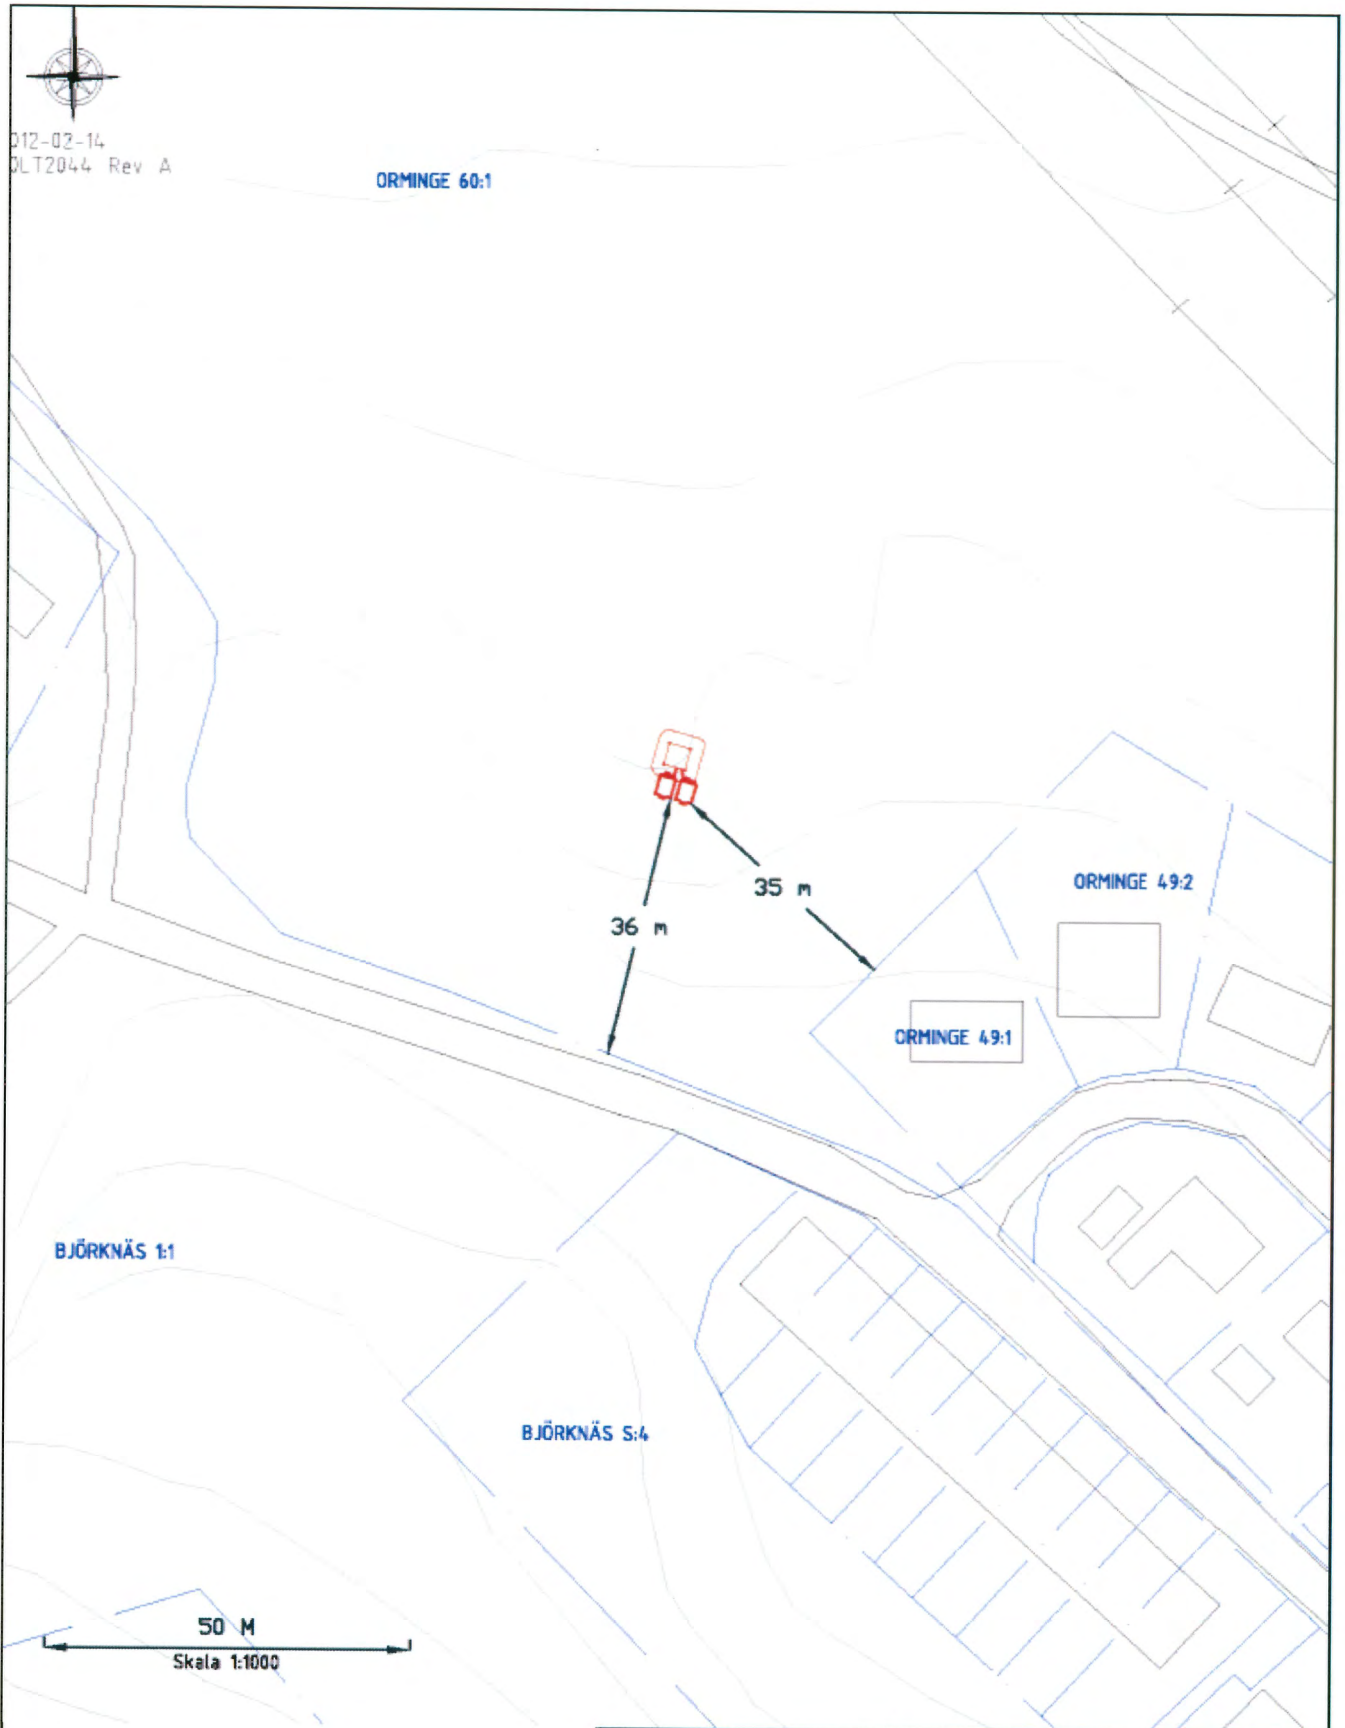 012-02-14
OLT2044 Rev A
ORMINGE 60:1
35 m
ORMINGE 49:2
36 m
ORMINGE 49:1
BJÖRKNÄS 1:1
BJÖRKNÄS S:4
50 M
Skala 1:1000